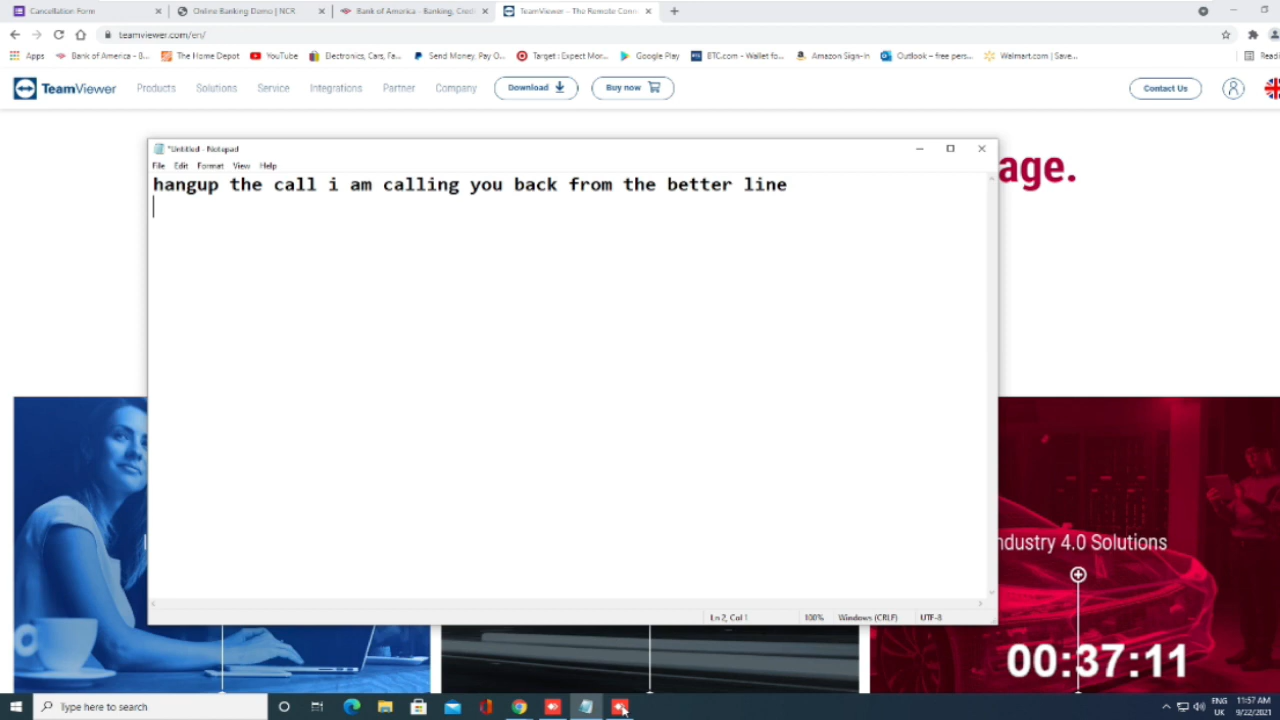 Cancellation Form
Online Banking Demo | NCR
Bank of America - Banking, Credi
TeamViewer – The Remote Conn
teamviewer.com/en/
Apps
Bank of America - B...
The Home Depot
YouTube
Electronics, Cars, Fa...
Send Money, Pay O...
Target : Expect Mor...
Google Play
BTC.com - Wallet fo...
Amazon Sign-In
Outlook – free pers...
Walmart.com | Save...
Readi
TeamViewer
Products
Solutions
Service
Integrations
Partner
Company
Download
Buy now
Contact Us
*Untitled - Notepad
File Edit Format View Help
age.
hangup the call i am calling you back from the better line
ndustry 4.0 Solutions
Ln 2, Col 1
100%
Windows (CRLF)
UTF-8
00:37:11
Type here to search
ENG
UK
11:57 AM
9/22/2021